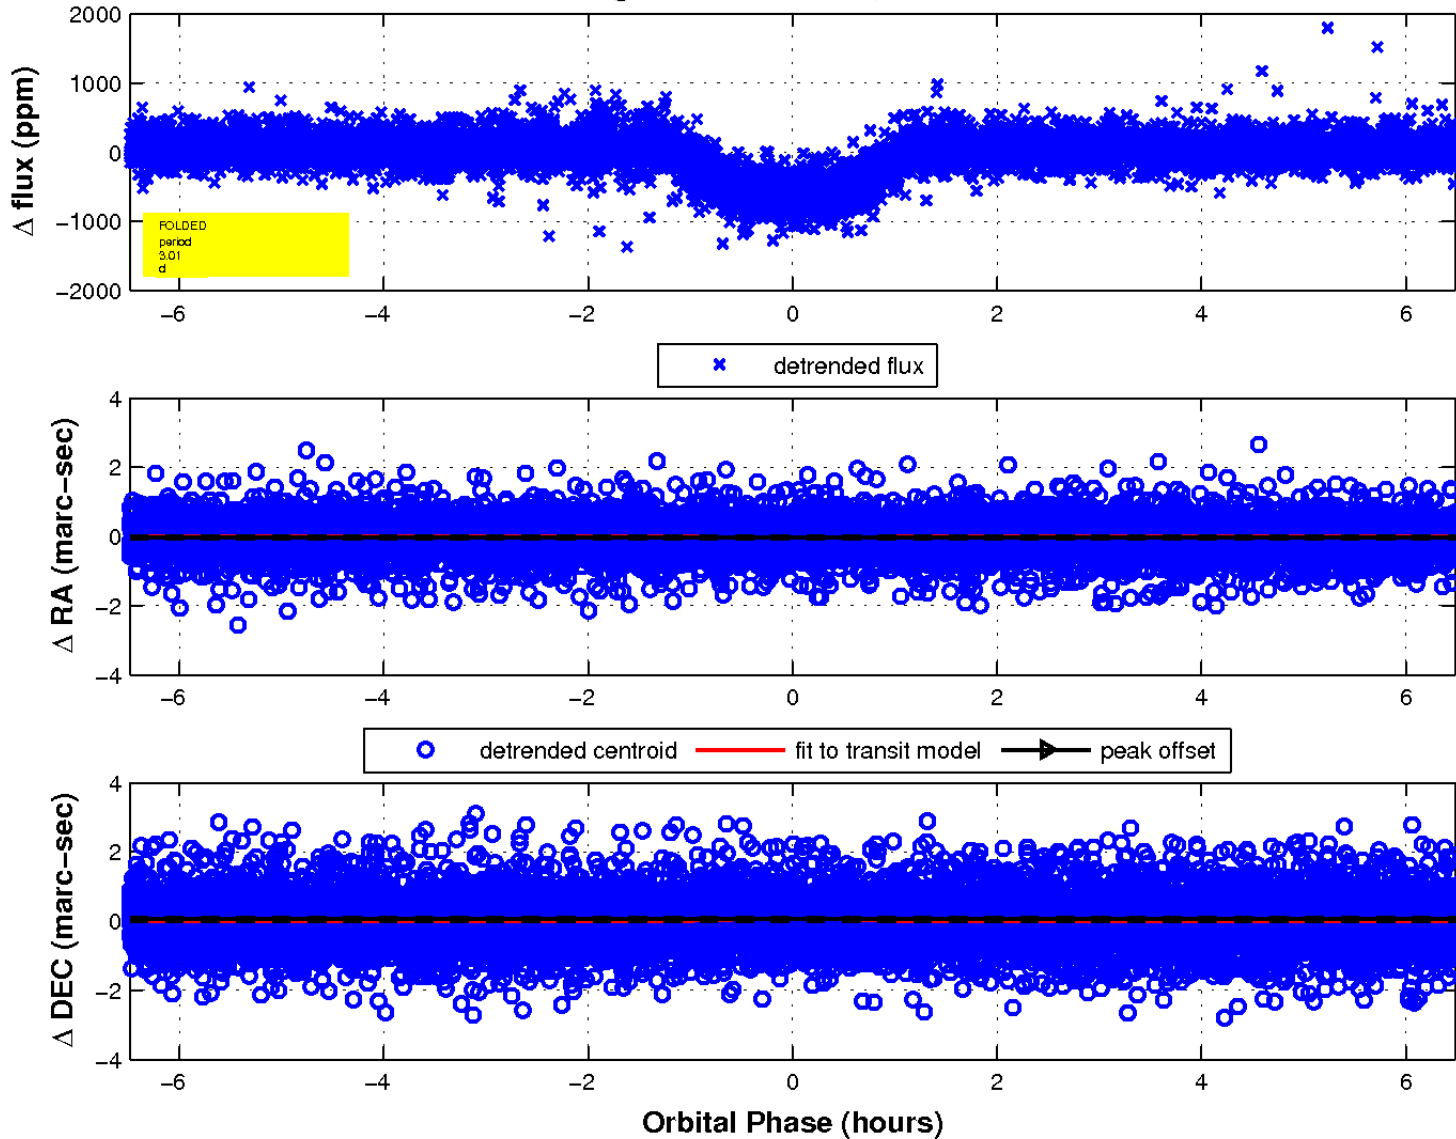 2000
1000
0
−1000
−2000
Δ flux (ppm)
FOLDED
period
3.01
d
−6 −4 −2 0 2 4 6
detrended flux
4
2
0
−2
−4
Δ RA (marc−sec)
−6 −4 −2 0 2 4 6
detrended centroid fit to transit model peak offset
4
2
0
−2
−4
Δ DEC (marc−sec)
−6 −4 −2 0 2 4 6
Orbital Phase (hours)